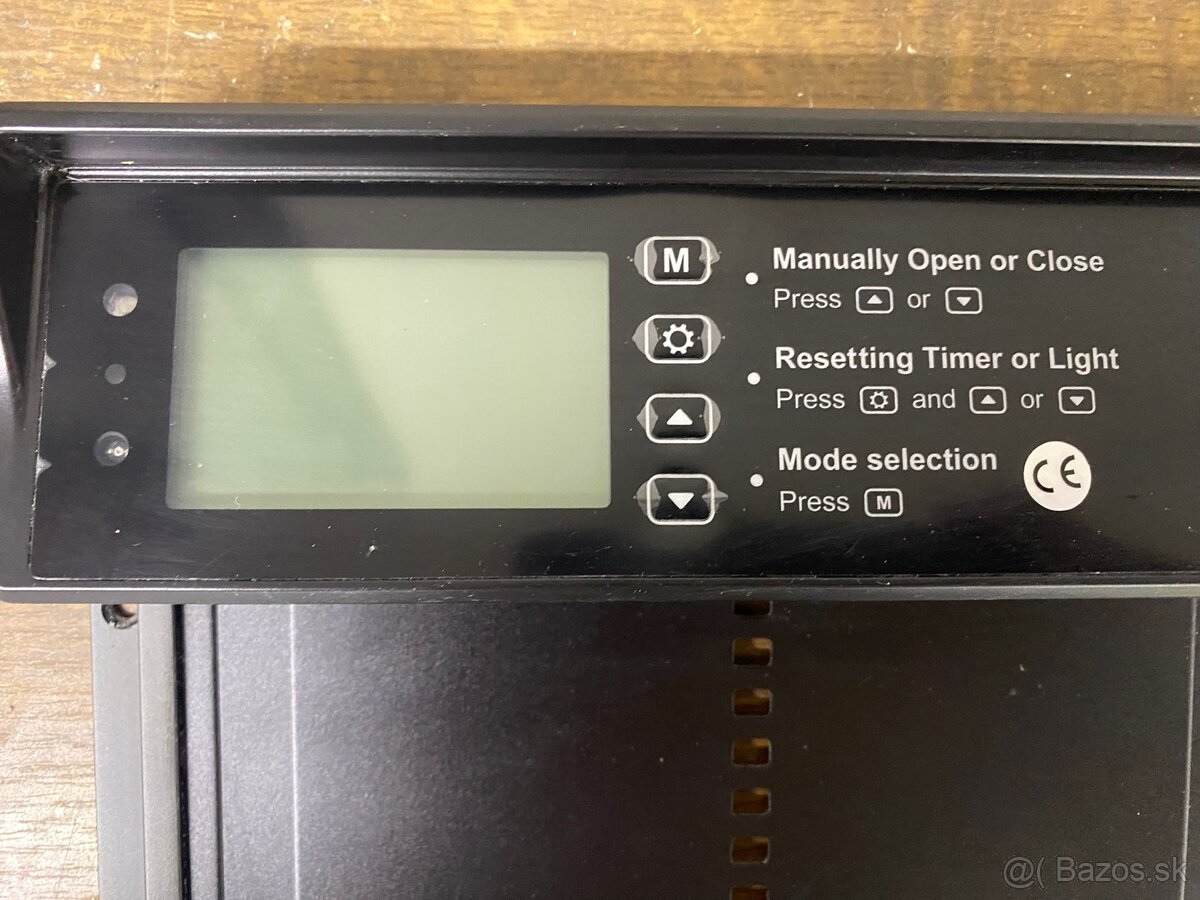 M
Manually Open or Close
Press ▲ or ▼
Resetting Timer or Light
Press ⚙ and ▲ or ▼
Mode selection
Press M
CE
@( Bazos.sk